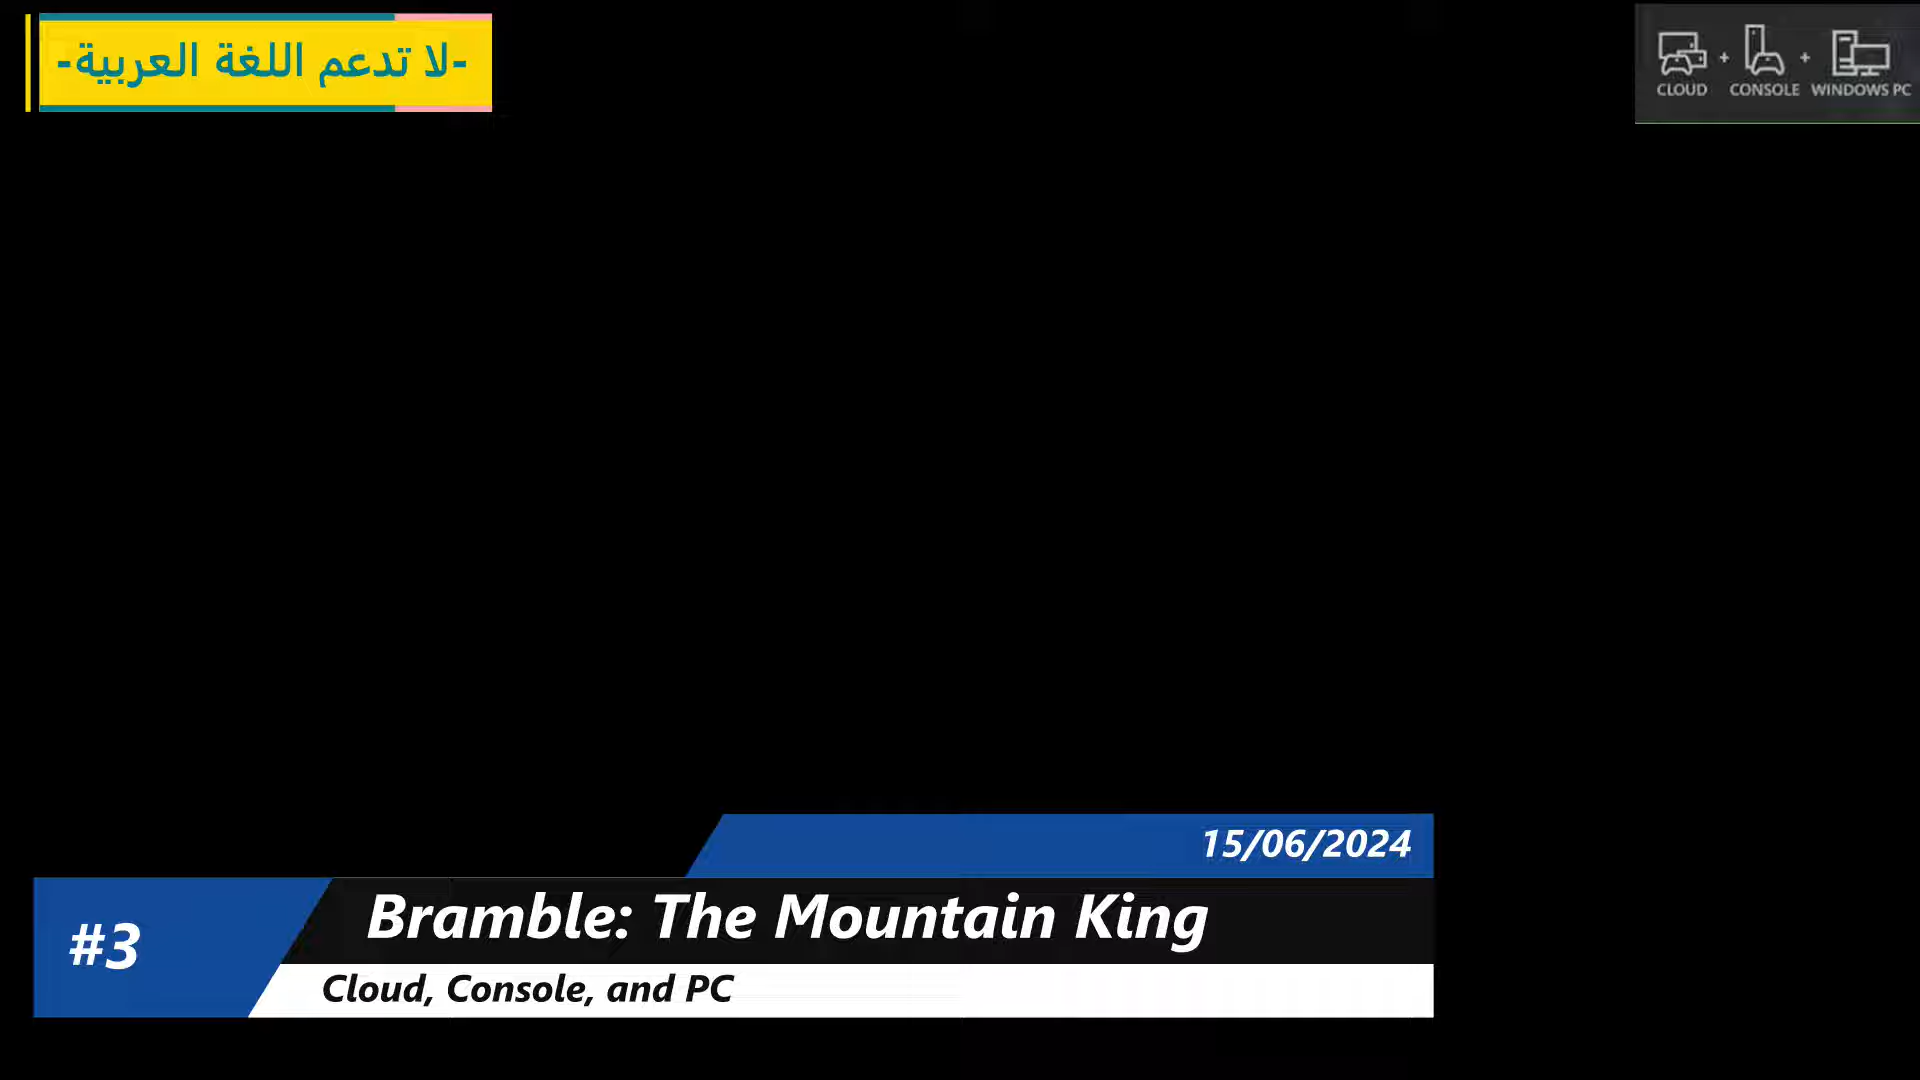 -لا تدعم اللغة العربية-
CLOUD + CONSOLE + WINDOWS PC
15/06/2024
#3
Bramble: The Mountain King
Cloud, Console, and PC